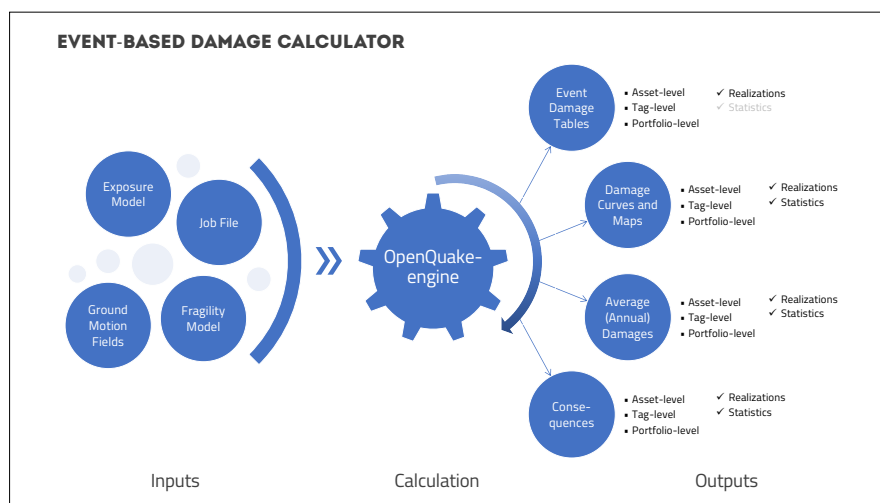 EVENT-BASED DAMAGE CALCULATOR
Exposure
Model
Job File
Ground
Motion
Fields
Fragility
Model
OpenQuake-
engine
Event
Damage
Tables
▪ Asset-level
▪ Tag-level
▪ Portfolio-level
✓ Realizations
✓ Statistics
Damage
Curves and
Maps
▪ Asset-level
▪ Tag-level
▪ Portfolio-level
✓ Realizations
✓ Statistics
Average
(Annual)
Damages
▪ Asset-level
▪ Tag-level
▪ Portfolio-level
✓ Realizations
✓ Statistics
Conse-
quences
▪ Asset-level
▪ Tag-level
▪ Portfolio-level
✓ Realizations
✓ Statistics
Inputs
Calculation
Outputs